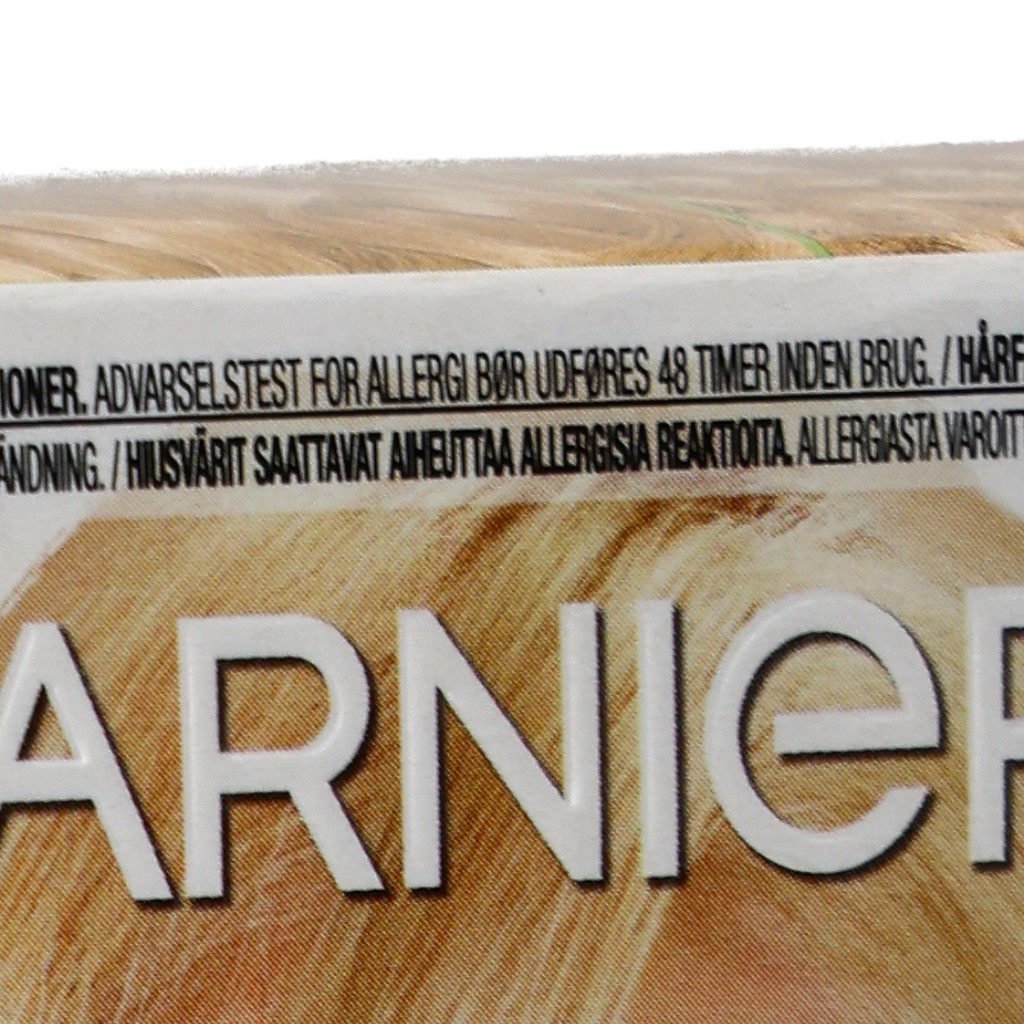 IONER. ADVARSELSTEST FOR ALLERGI BØR UDFØRES 48 TIMER INDEN BRUG. / HÅRF
ÄNDNING. / HIUSVÄRIT SAATTAVAT AIHEUTTAA ALLERGISIA REAKTIOITA. ALLERGIASTA VAROITT
ARNIeR